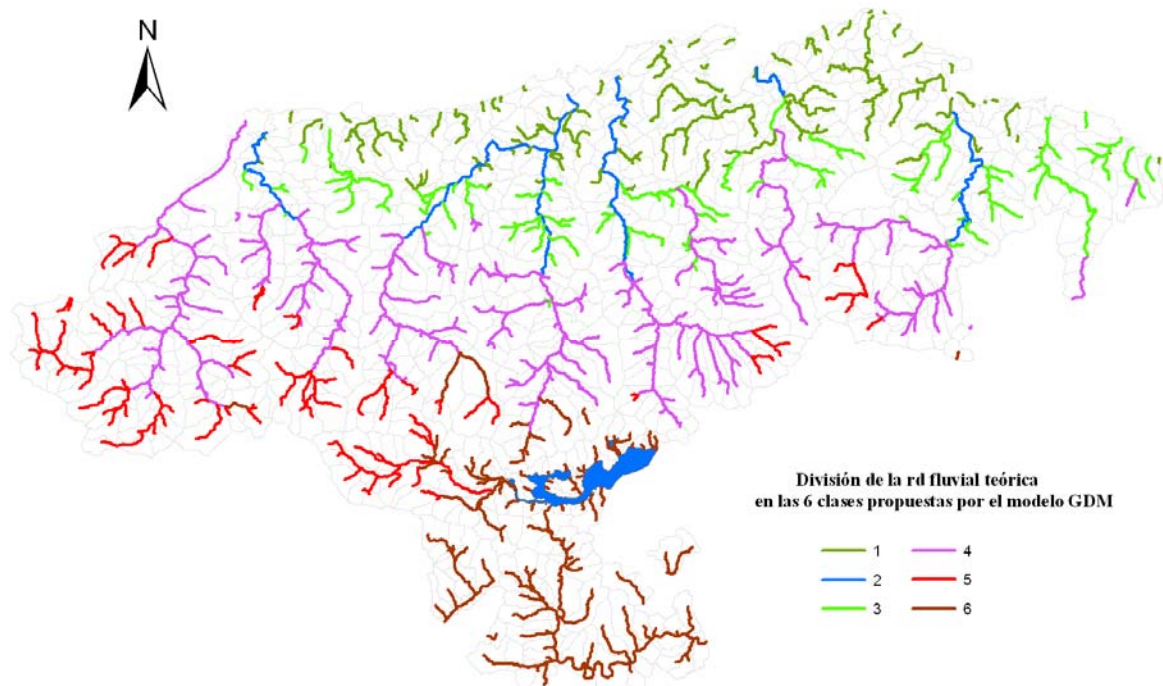 N
División de la rd fluvial teórica
en las 6 clases propuestas por el modelo GDM
1
4
2
5
3
6